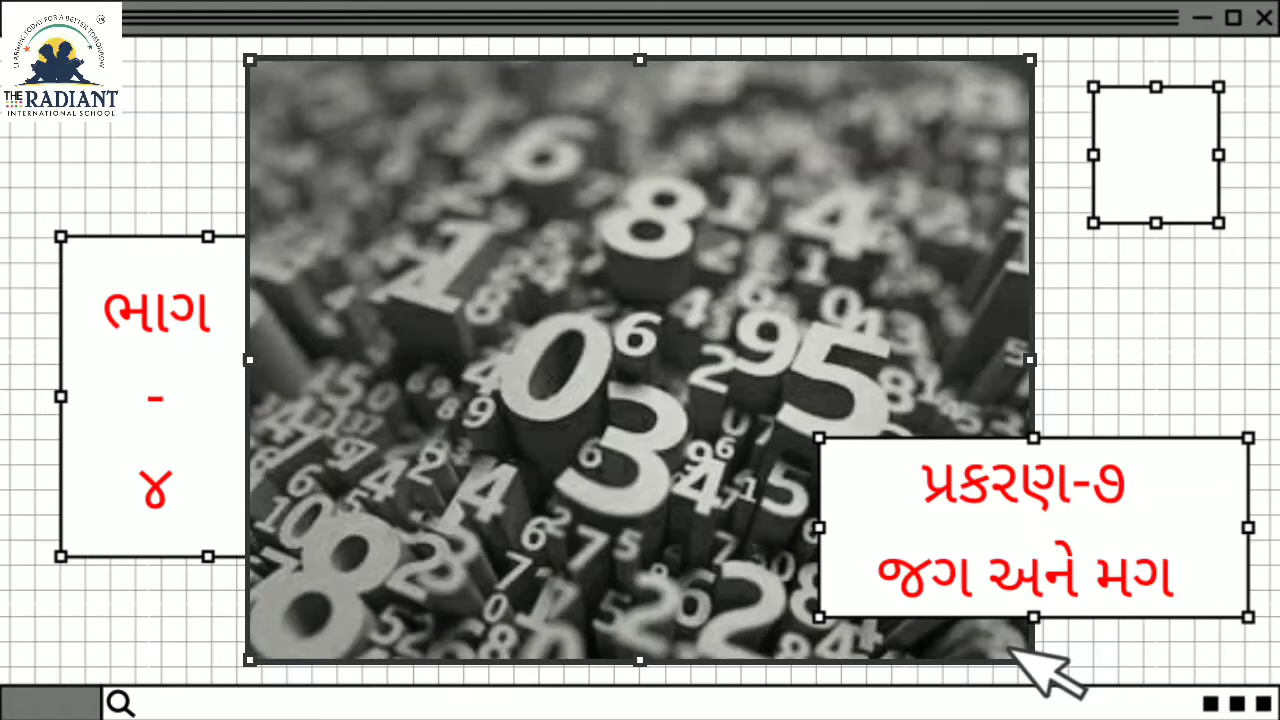 THE RADIANT
INTERNATIONAL SCHOOL
ભાગ
-
૪
પ્રકરણ-૭
જગ અને મગ